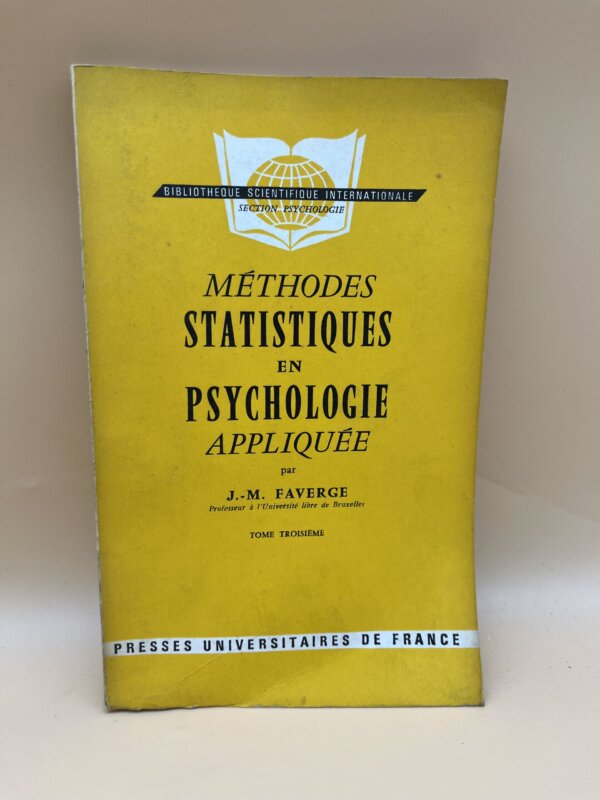 BIBLIOTHEQUE SCIENTIFIQUE INTERNATIONALE
SECTION PSYCHOLOGIE
MÉTHODES
STATISTIQUES
EN
PSYCHOLOGIE
APPLIQUÉE
par
J.-M. FAVERGE
Professeur à l'Université libre de Bruxelles
TOME TROISIÈME
PRESSES UNIVERSITAIRES DE FRANCE